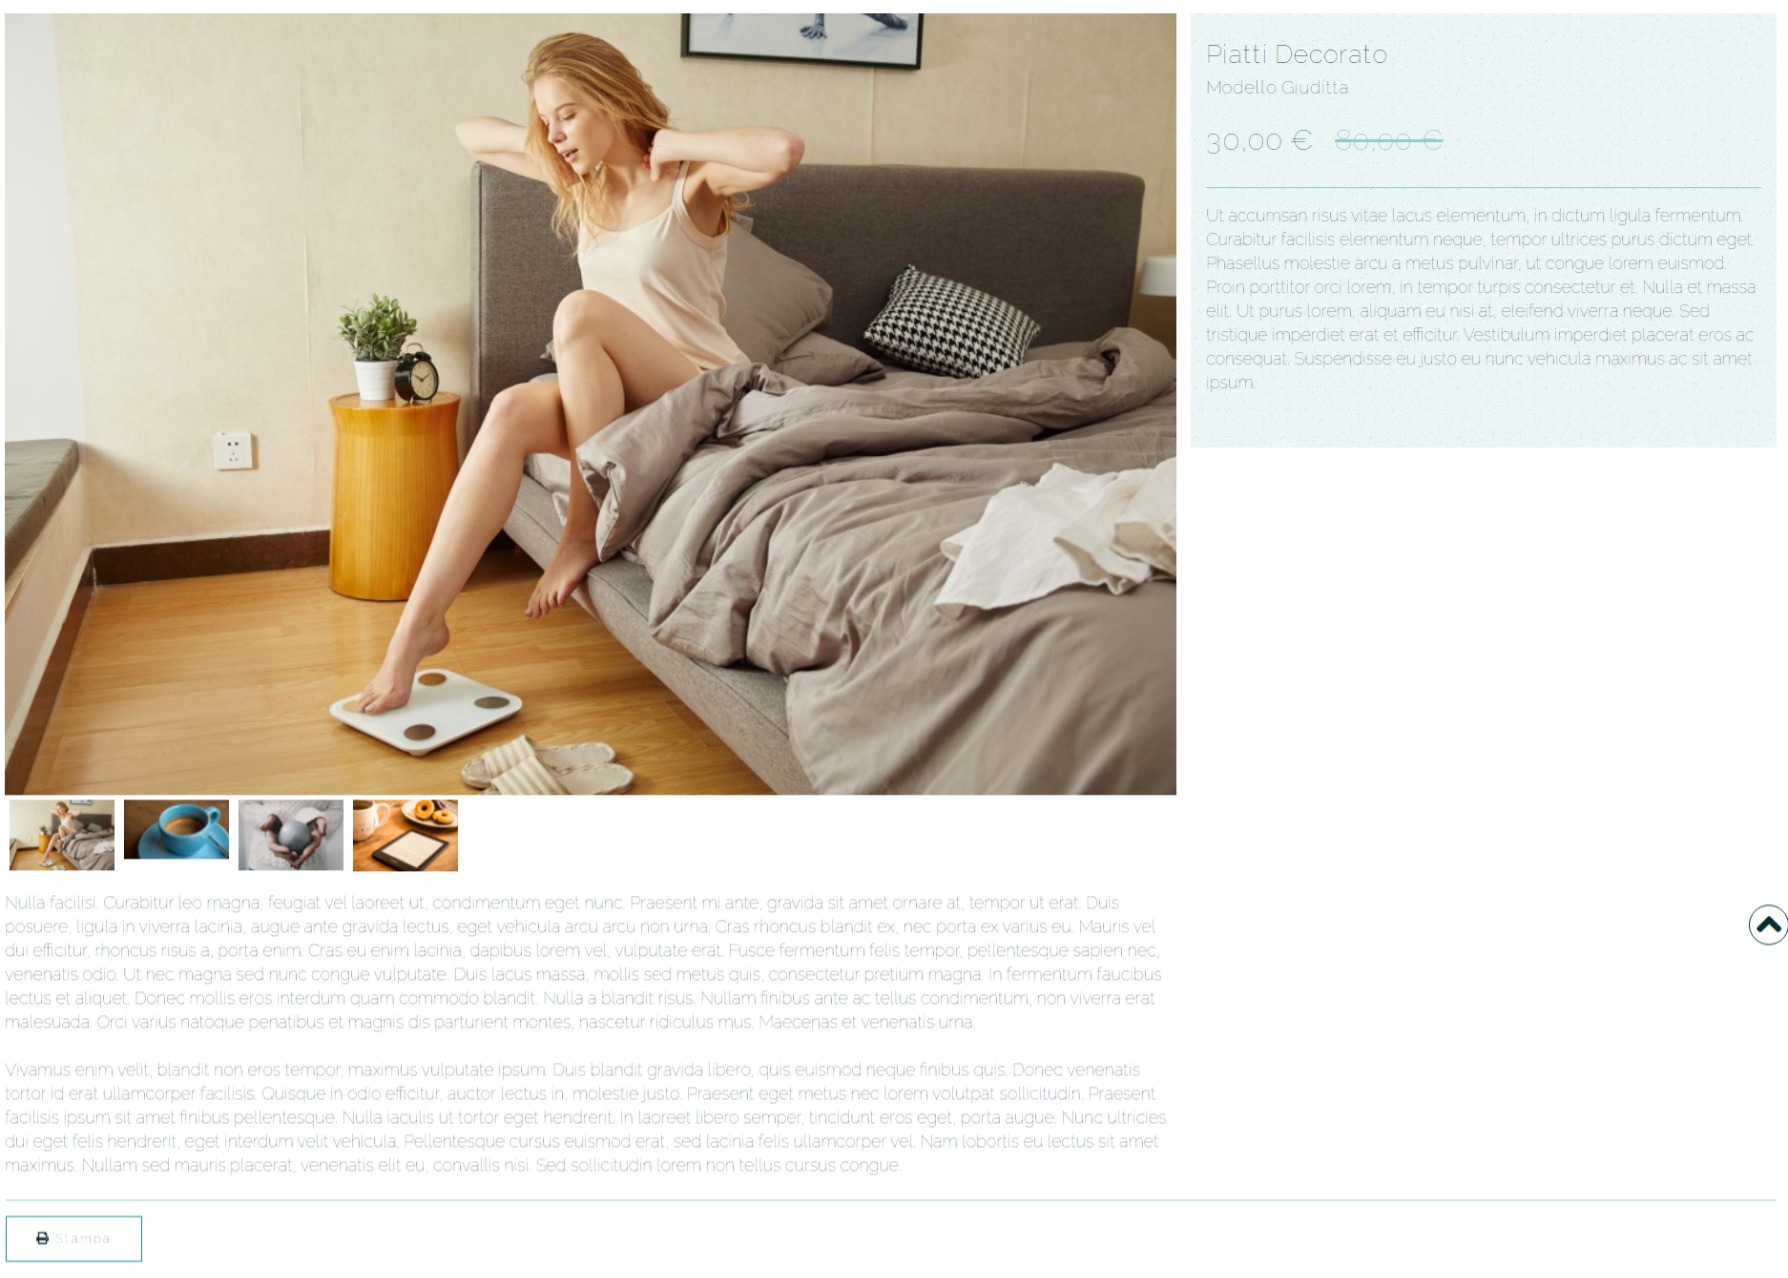 Piatti Decorato
Modello Giuditta
30,00 € 80,00 €
Ut accumsan risus vitae lacus elementum, in dictum ligula fermentum.
Curabitur facilisis elementum neque, tempor ultrices purus dictum eget.
Phasellus molestie arcu a metus pulvinar, ut congue lorem euismod.
Proin porttitor orci lorem, in tempor turpis consectetur et. Nulla et massa
elit. Ut purus lorem, aliquam eu nisi at, eleifend viverra neque. Sed
tristique imperdiet erat et efficitur. Vestibulum imperdiet placerat eros ac
consequat. Suspendisse eu justo eu nunc vehicula maximus ac sit amet
ipsum.
Nulla facilisi. Curabitur leo magna, feugiat vel laoreet ut, condimentum eget nunc. Praesent mi ante, gravida sit amet ornare at, tempor ut erat. Duis
posuere, ligula in viverra lacinia, augue ante gravida lectus, eget vehicula arcu arcu non urna. Cras rhoncus blandit ex, nec porta ex varius eu. Mauris vel
dui efficitur, rhoncus risus a, porta enim. Cras eu enim lacinia, dapibus lorem vel, vulputate erat. Fusce fermentum felis tempor, pellentesque sapien nec,
venenatis odio. Ut nec magna sed nunc congue vulputate. Duis lacus massa, mollis sed metus quis, consectetur pretium magna. In fermentum faucibus
lectus et aliquet. Donec mollis eros interdum quam commodo blandit. Nulla a blandit risus. Nullam finibus ante ac tellus condimentum, non viverra erat
malesuada. Orci varius natoque penatibus et magnis dis parturient montes, nascetur ridiculus mus. Maecenas et venenatis urna.
Vivamus enim velit, blandit non eros tempor, maximus vulputate ipsum. Duis blandit gravida libero, quis euismod neque finibus quis. Donec venenatis
tortor id erat ullamcorper facilisis. Quisque in odio efficitur, auctor lectus in, molestie justo. Praesent eget metus nec lorem volutpat sollicitudin. Praesent
facilisis ipsum sit amet finibus pellentesque. Nulla iaculis ut tortor eget hendrerit. In laoreet libero semper, tincidunt eros eget, porta augue. Nunc ultricies
dui eget felis hendrerit, eget interdum velit vehicula. Pellentesque cursus euismod erat, sed lacinia felis ullamcorper vel. Nam lobortis eu lectus sit amet
maximus. Nullam sed mauris placerat, venenatis elit eu, convallis nisi. Sed sollicitudin lorem non tellus cursus congue.
Stampa